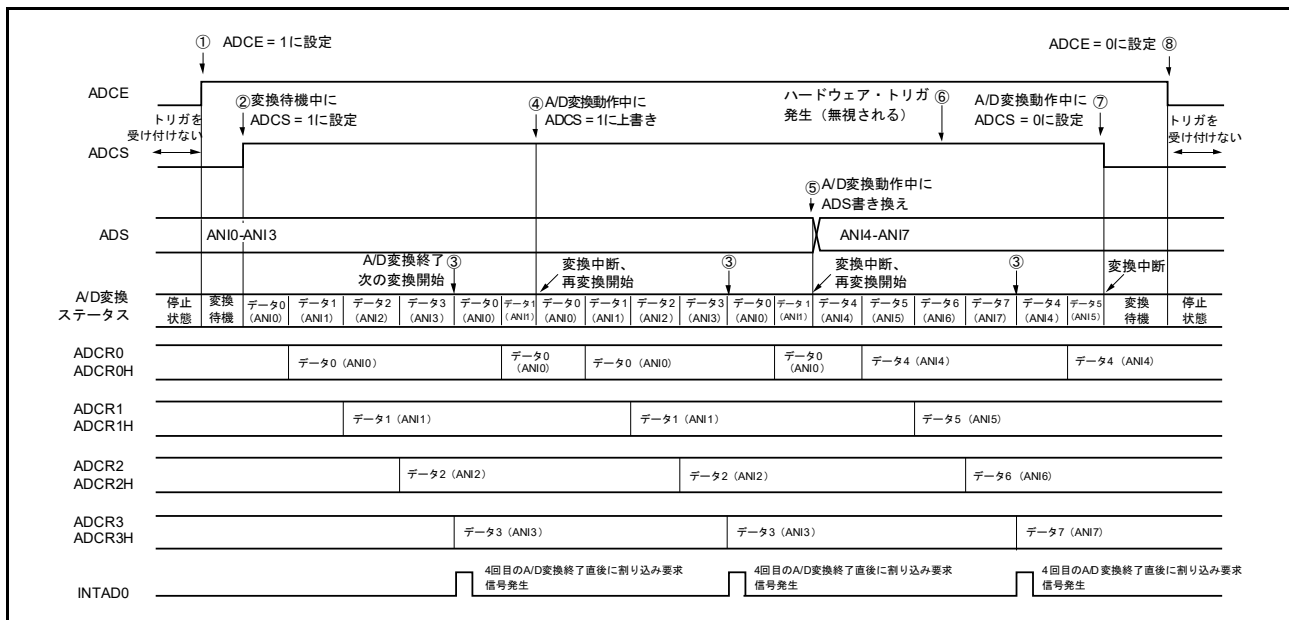 ① ADCE = 1に設定
ADCE = 0に設定 ⑧
ADCE
②変換待機中に
ADCS = 1に設定
④A/D変換動作中に
ADCS = 1に上書き
ハードウェア・トリガ ⑥
発生（無視される）
A/D変換動作中に ⑦
ADCS = 0に設定
トリガを
受け付けない
トリガを
受け付けない
ADCS
⑤A/D変換動作中に
ADS書き換え
ADS
ANI0-ANI3
ANI4-ANI7
A/D変換終了③
次の変換開始
変換中断、
再変換開始
③
変換中断、
再変換開始
③
変換中断
A/D変換
ステータス
停止
状態
変換
待機
データ0
(ANI0)
データ1
(ANI1)
データ2
(ANI2)
データ3
(ANI3)
データ0
(ANI0)
データ1
(ANI1)
データ0
(ANI0)
データ1
(ANI1)
データ2
(ANI2)
データ3
(ANI3)
データ0
(ANI0)
データ1
(ANI1)
データ4
(ANI4)
データ5
(ANI5)
データ6
(ANI6)
データ7
(ANI7)
データ4
(ANI4)
データ5
(ANI5)
変換
待機
停止
状態
ADCR0
ADCR0H
データ0（ANI0）
データ0
（ANI0）
データ0（ANI0）
データ0
（ANI0）
データ4（ANI4）
データ4（ANI4）
ADCR1
ADCR1H
データ1（ANI1）
データ1（ANI1）
データ5（ANI5）
ADCR2
ADCR2H
データ2（ANI2）
データ2（ANI2）
データ6（ANI6）
ADCR3
ADCR3H
データ3（ANI3）
データ3（ANI3）
データ7（ANI7）
INTAD0
4回目のA/D変換終了直後に割り込み要求
信号発生
4回目のA/D変換終了直後に割り込み要求
信号発生
4回目のA/D変換終了直後に割り込み要求
信号発生